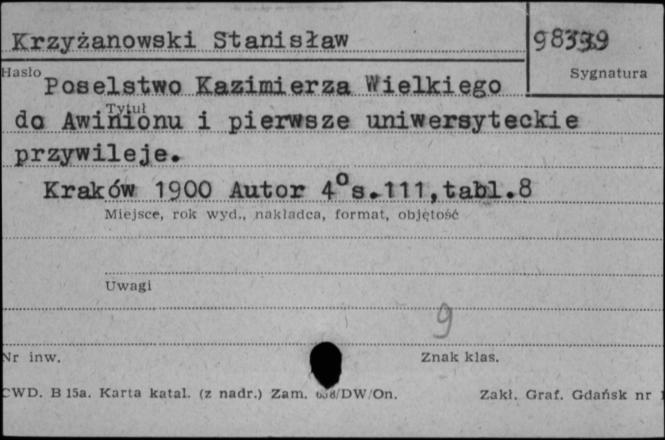 Krzyżanowski Stanisław
Sygnatura
Hasło
Poselstwo Kazimierza Wielkiego
Tytuł
do Awinionu i pierwsze uniwersyteckie
przywileje.
Kraków 1900 Autor 4° s.111,tabl.8
Miejsce, rok wyd., nakładca, format, objętość
Uwagi
9
Nr inw.
Znak klas.
CWD. B 15a. Karta katal. (z nadr.) Zam. /DW/On.
Zakł. Graf. Gdańsk nr 1